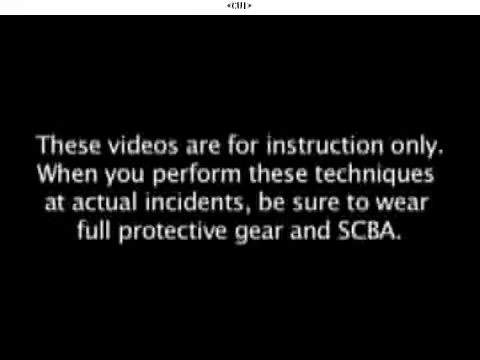 <CUI>
These videos are for instruction only.
When you perform these techniques
at actual incidents, be sure to wear
full protective gear and SCBA.